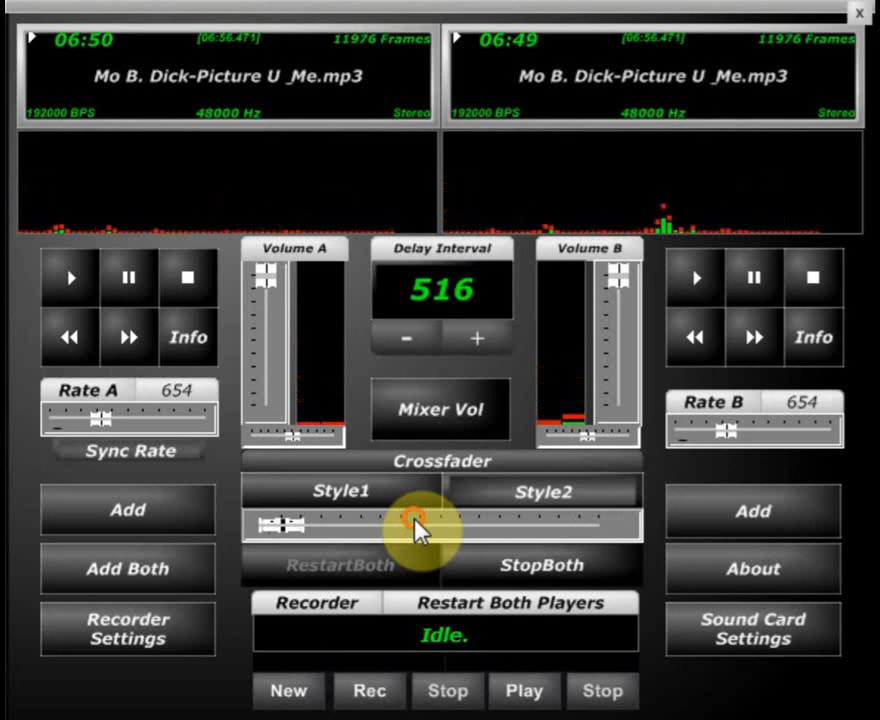 X
06:50 [06:56.471] 11976 Frames
Mo B. Dick-Picture U _Me.mp3
192000 BPS 48000 Hz Stereo
06:49 [06:56.471] 11976 Frames
Mo B. Dick-Picture U _Me.mp3
192000 BPS 48000 Hz Stereo
Volume A
Delay Interval
Volume B
516
- +
Info
Info
Mixer Vol
Rate A 654
Rate B 654
Sync Rate
Crossfader
Style1 Style2
Add
Add
RestartBoth StopBoth
Add Both
About
Recorder Restart Both Players
Recorder
Settings
Idle.
Sound Card
Settings
New Rec Stop Play Stop